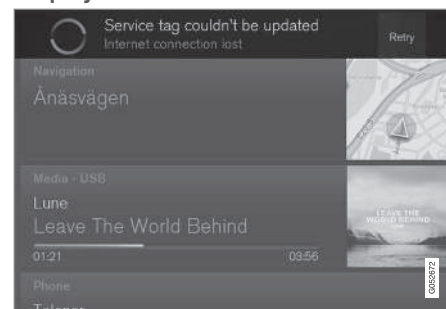 Service tag couldn't be updated
Internet connection lost
Retry
Navigation
Ånäsvägen
Media - USB
Lune
Leave The World Behind
01:21
03:56
LEAVE THE
WORLD BEHIND
Phone
G052672